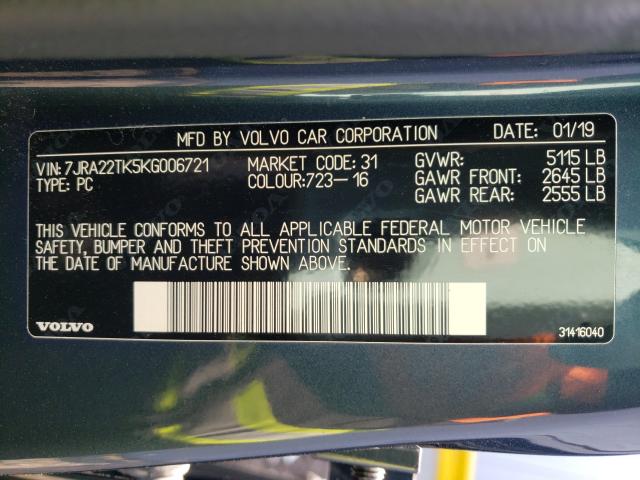 MFD BY VOLVO CAR CORPORATION DATE: 01/19
VIN: 7JRA22TK5KG006721 MARKET CODE: 31 GVWR: 5115 LB
TYPE: PC COLOUR:723-16 GAWR FRONT: 2645 LB
GAWR REAR: 2555 LB
THIS VEHICLE CONFORMS TO ALL APPLICABLE FEDERAL MOTOR VEHICLE
SAFETY, BUMPER AND THEFT PREVENTION STANDARDS IN EFFECT ON
THE DATE OF MANUFACTURE SHOWN ABOVE.
VOLVO 31416040